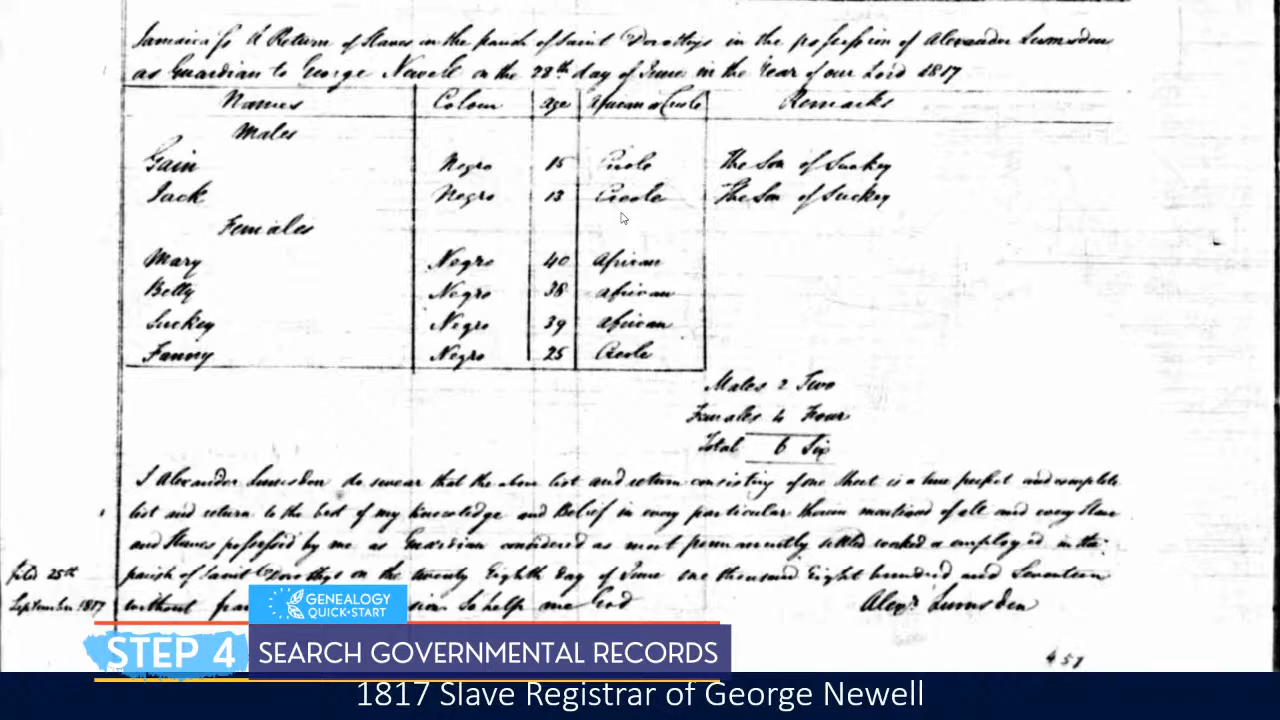 Jamaica Ss A Return of Slaves in the parish of Saint Dorothys in the possession of Alexander Lumsden
as Guardian to George Newell on the 28th day of June in the Year of our Lord 1817
Names Colour age African or Creole Remarks
Males
Gain Negro 15 Creole The Son of Suckey
Jack Negro 13 Creole The Son of Suckey
Females
Mary Negro 40 African
Betty Negro 38 African
Suckey Negro 39 African
Fanny Negro 25 Creole
Males 2 Two
Females 4 Four
Total 6 Six
I Alexander Lumsden do swear that the above list and return consisting of one Sheet is a true perfect and complete
list and return to the best of my knowledge and Belief in every particular therein mentioned of all and every Slave
and Slaves possessed by me as Guardian considered as most permanently settled worked or employed in the
parish of Saint Dorothys on the twenty Eighth Day of June one thousand Eight hundred and Seventeen
without So help me God
filed 25th
September 1817
Alexr. Lumsden
457
GENEALOGY
QUICK•START
STEP 4 SEARCH GOVERNMENTAL RECORDS
1817 Slave Registrar of George Newell